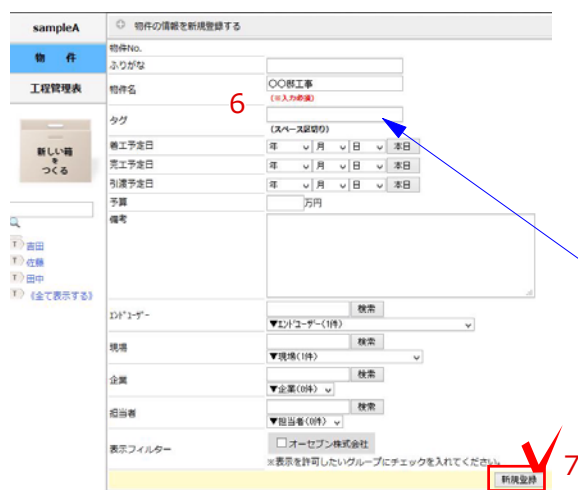 sampleA
物件の情報を新規登録する
物 件
工程管理表
新しい箱
を
つくる
T 吉田
T 佐藤
T 田中
T 《全て表示する》
物件No.
ふりがな
物件名 〇〇邸工事
(※入力必須)
6
タグ
(スペース区切り)
着工予定日 年 月 日 本日
完工予定日 年 月 日 本日
引渡予定日 年 月 日 本日
予算 万円
備考
ｴﾝﾄﾞﾕｰｻﾞｰ 検索
▼ｴﾝﾄﾞﾕｰｻﾞｰ(1件)
現場 検索
▼現場(1件)
企業 検索
▼企業(0件)
担当者 検索
▼担当者(0件)
表示フィルター オーセブン株式会社
※表示を許可したいグループにチェックを入れてください。
新規登録
7